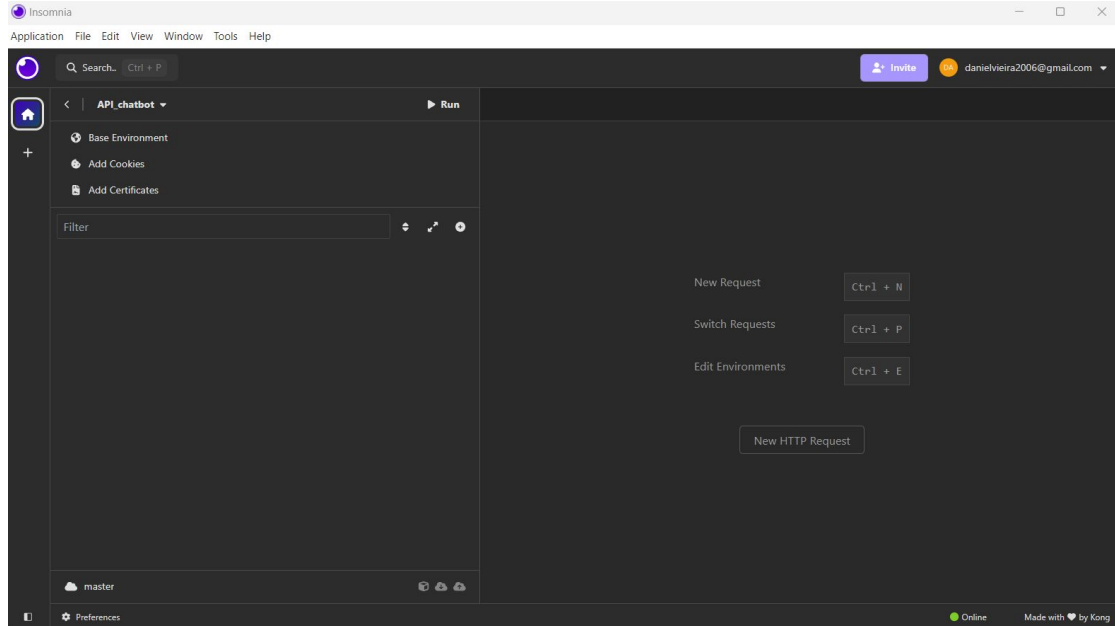 Insomnia
Application File Edit View Window Tools Help
Search.. Ctrl + P
Invite
DA danielvieira2006@gmail.com
API_chatbot
Run
Base Environment
Add Cookies
Add Certificates
Filter
New Request Ctrl + N
Switch Requests Ctrl + P
Edit Environments Ctrl + E
New HTTP Request
master
Preferences
Online
Made with ♥ by Kong